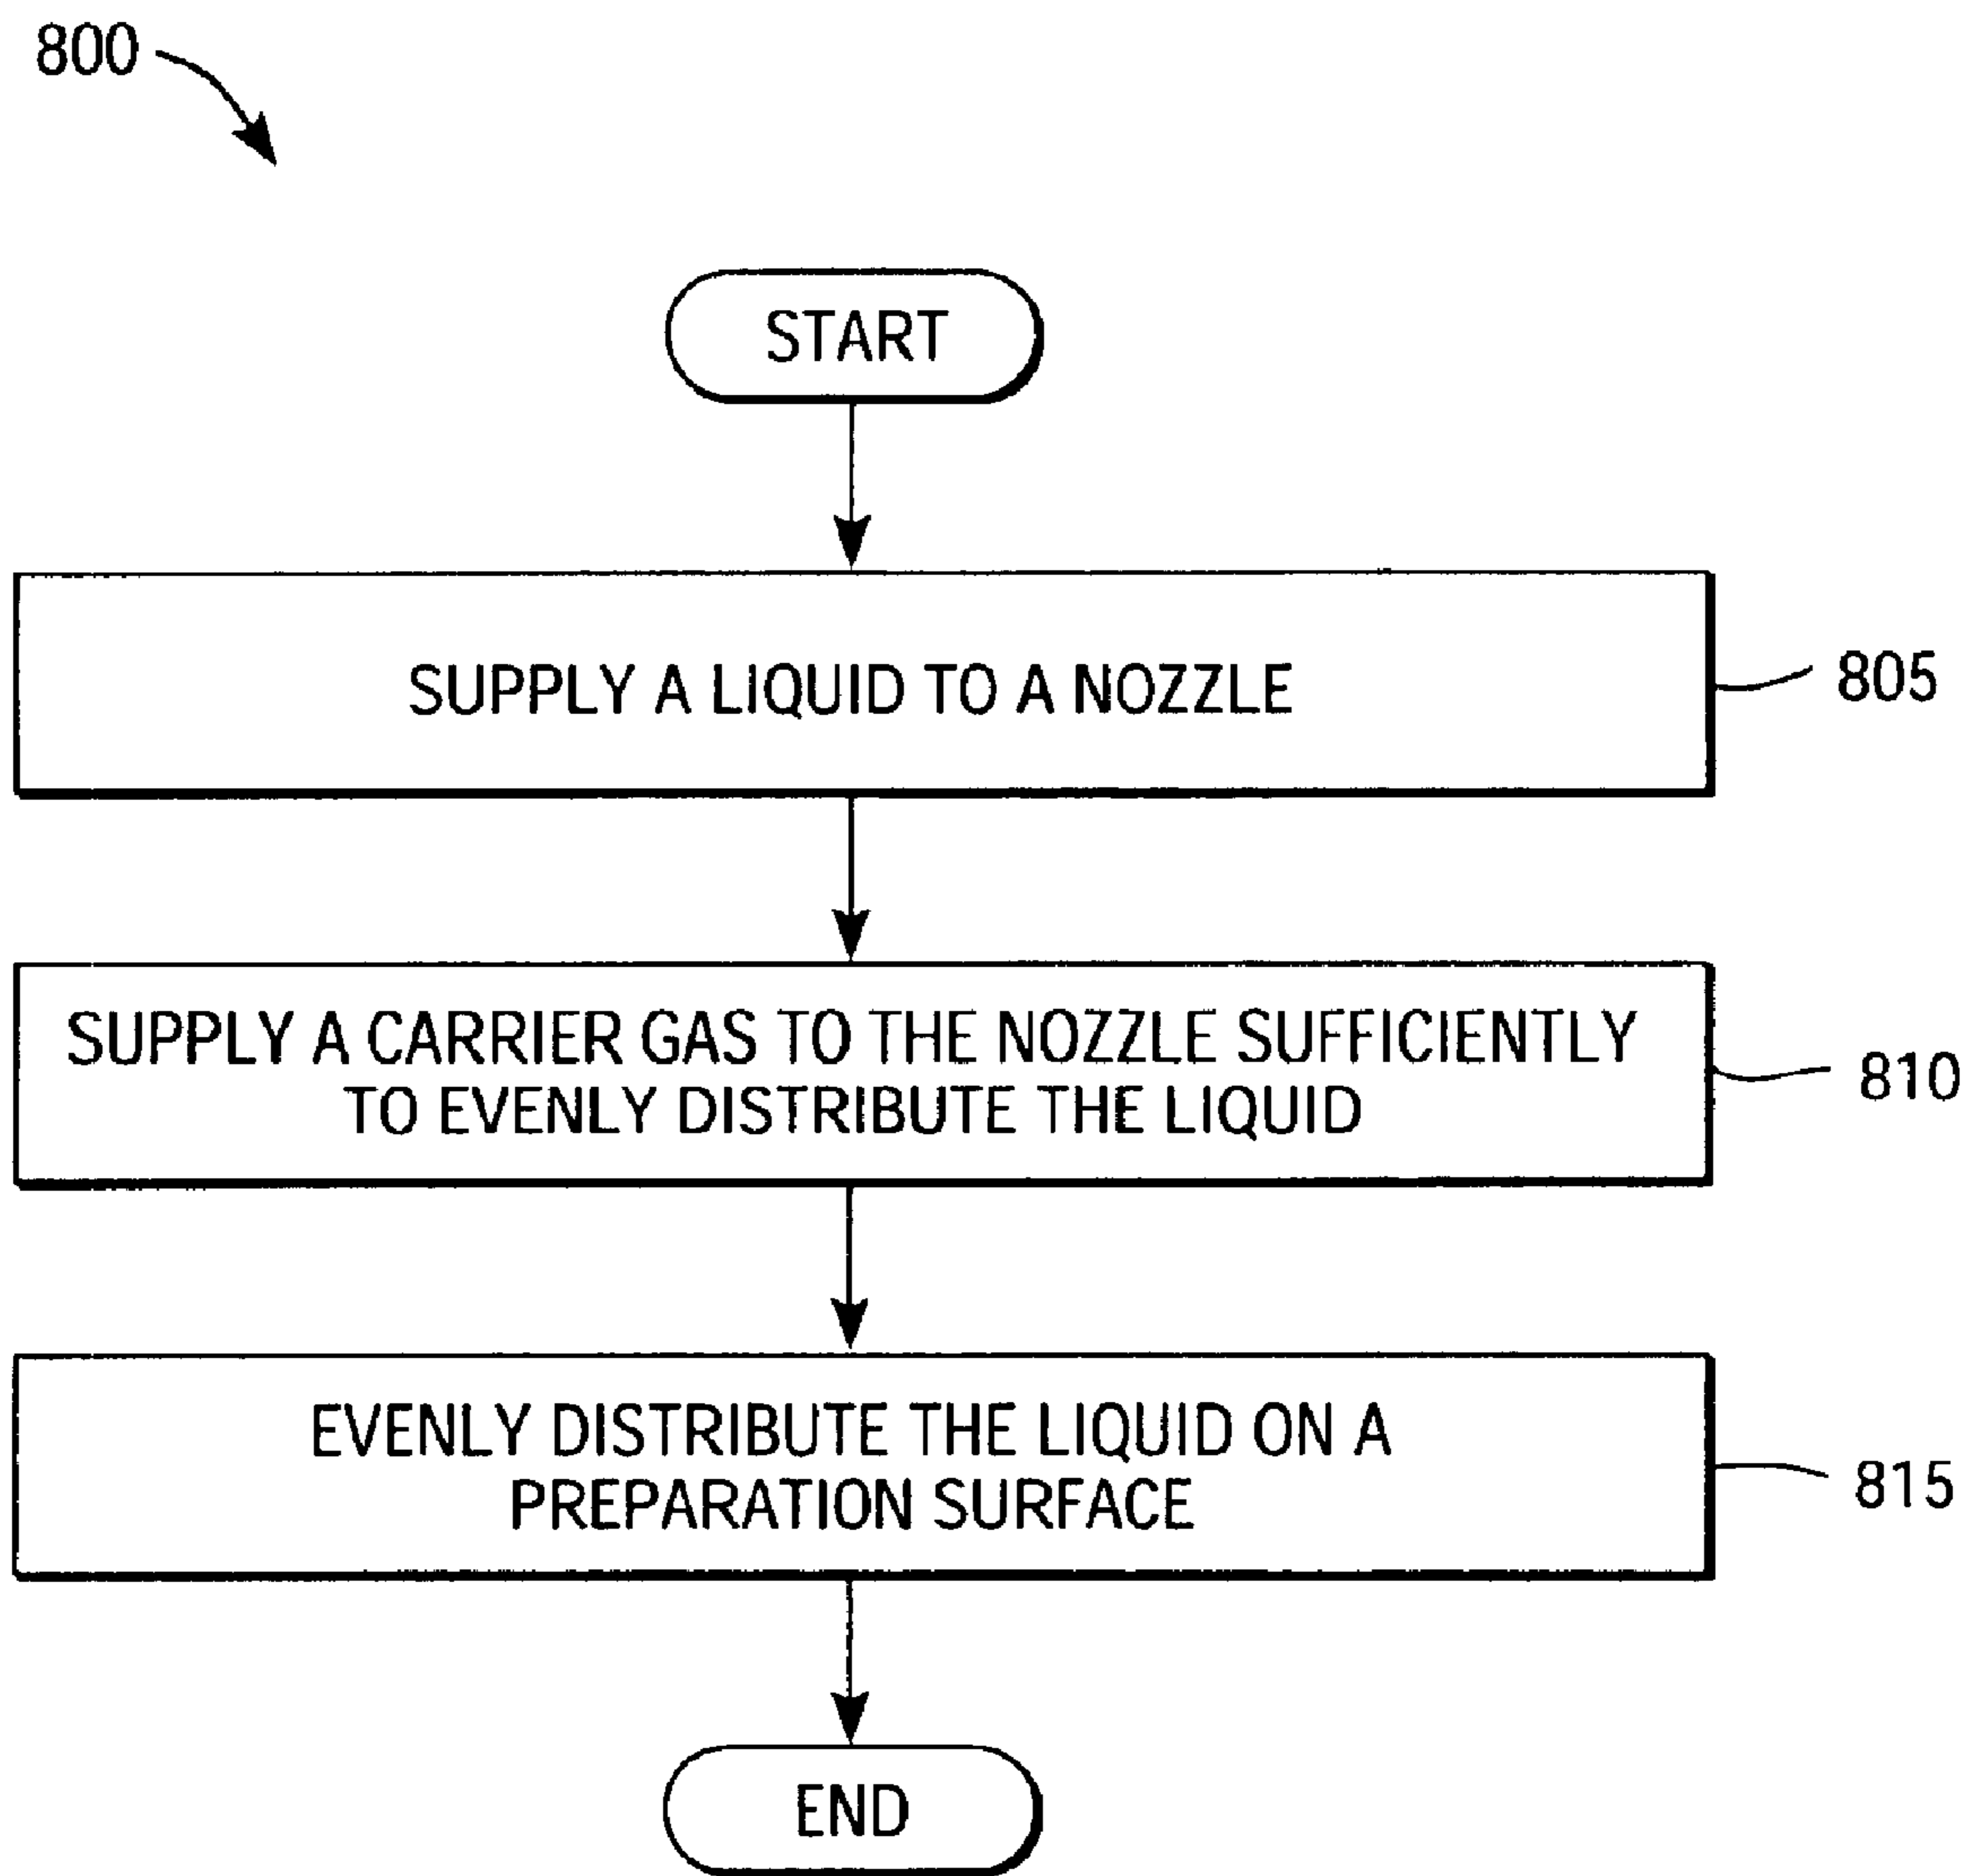 800
START
SUPPLY A LIQUID TO A NOZZLE
805
SUPPLY A CARRIER GAS TO THE NOZZLE SUFFICIENTLY
TO EVENLY DISTRIBUTE THE LIQUID
810
EVENLY DISTRIBUTE THE LIQUID ON A
PREPARATION SURFACE
815
END